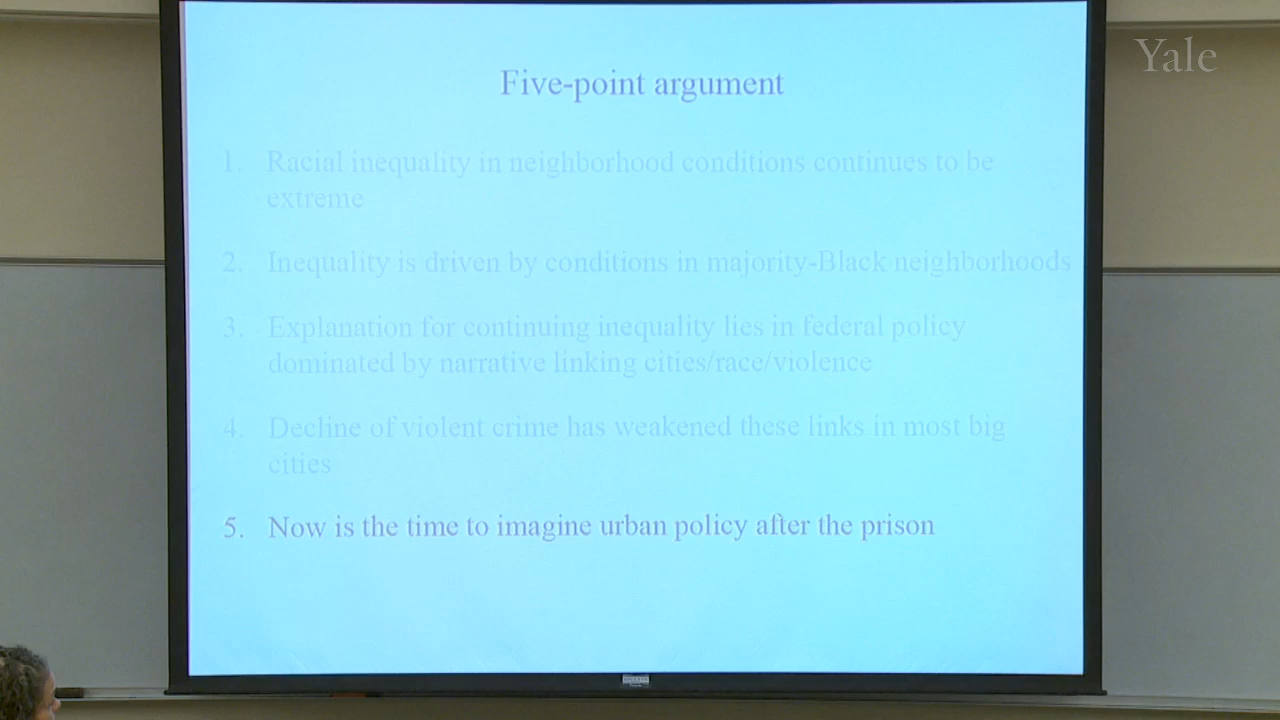 Yale
Five-point argument
1. Racial inequality in neighborhood conditions continues to be
extreme
2. Inequality is driven by conditions in majority-Black neighborhoods
3. Explanation for continuing inequality lies in federal policy
dominated by narrative linking cities/race/violence
4. Decline of violent crime has weakened these links in most big
cities
5. Now is the time to imagine urban policy after the prison